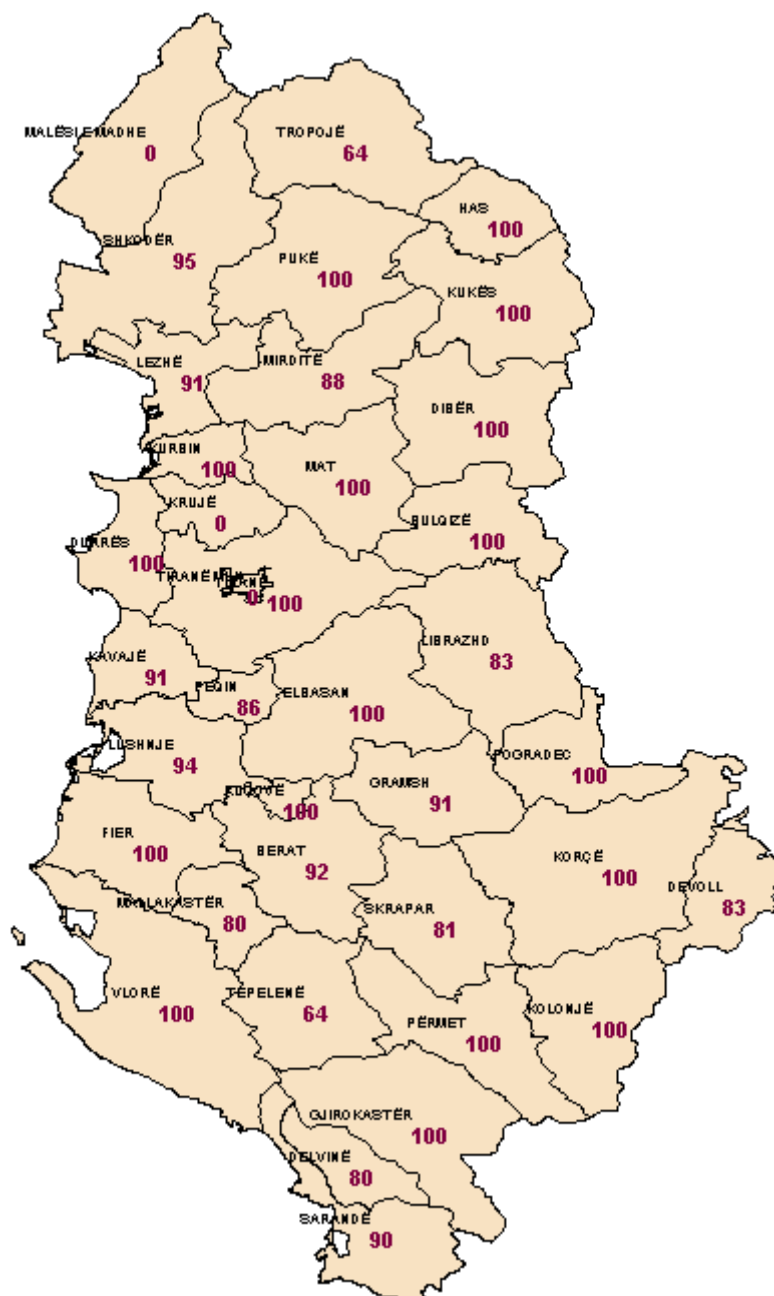 MALËSI E MADHE
0
TROPOJË
64
HAS
100
SHKODËR
95
PUKË
100
KUKËS
100
LEZHË
91
MIRDITË
88
DIBËR
100
KURBIN
100
MAT
100
KRUJË
0
BULQIZË
100
DURRËS
100
0
100
LIBRAZHD
83
KAVAJË
91
PEQIN
86
ELBASAN
100
LUSHNJE
94
POGRADEC
100
GRAMSH
91
KUÇOVË
100
FIER
100
BERAT
92
KORÇË
100
DEVOLL
83
MALLAKASTËR
80
SKRAPAR
81
VLORË
100
TEPELENË
64
PËRMET
100
KOLONJË
100
GJIROKASTËR
100
DELVINË
80
SARANDË
90